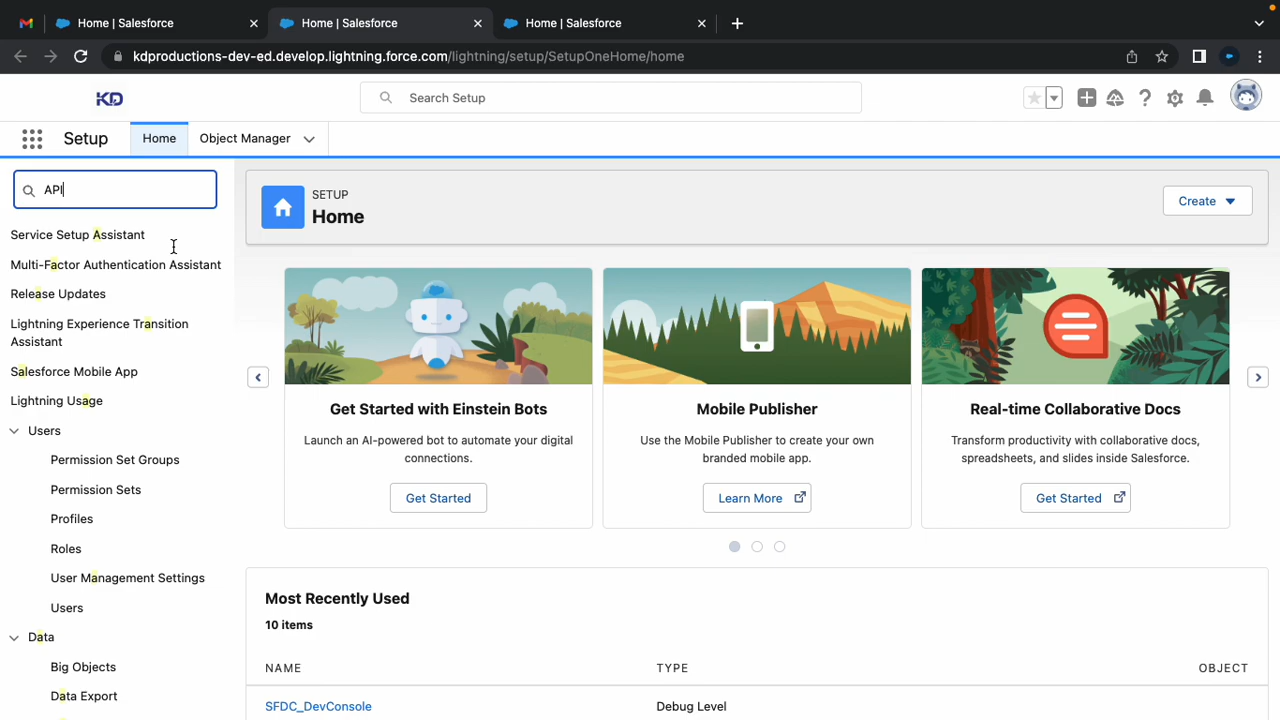 Home | Salesforce
Home | Salesforce
Home | Salesforce
kdproductions-dev-ed.develop.lightning.force.com/lightning/setup/SetupOneHome/home
KD
Search Setup
Setup
Home
Object Manager
API
Service Setup Assistant
Multi-Factor Authentication Assistant
Release Updates
Lightning Experience Transition
Assistant
Salesforce Mobile App
Lightning Usage
Users
Permission Set Groups
Permission Sets
Profiles
Roles
User Management Settings
Users
Data
Big Objects
Data Export
SETUP
Home
Create
Get Started with Einstein Bots
Launch an AI-powered bot to automate your digital
connections.
Get Started
Mobile Publisher
Use the Mobile Publisher to create your own
branded mobile app.
Learn More
Real-time Collaborative Docs
Transform productivity with collaborative docs,
spreadsheets, and slides inside Salesforce.
Get Started
Most Recently Used
10 items
NAME TYPE OBJECT
SFDC_DevConsole Debug Level